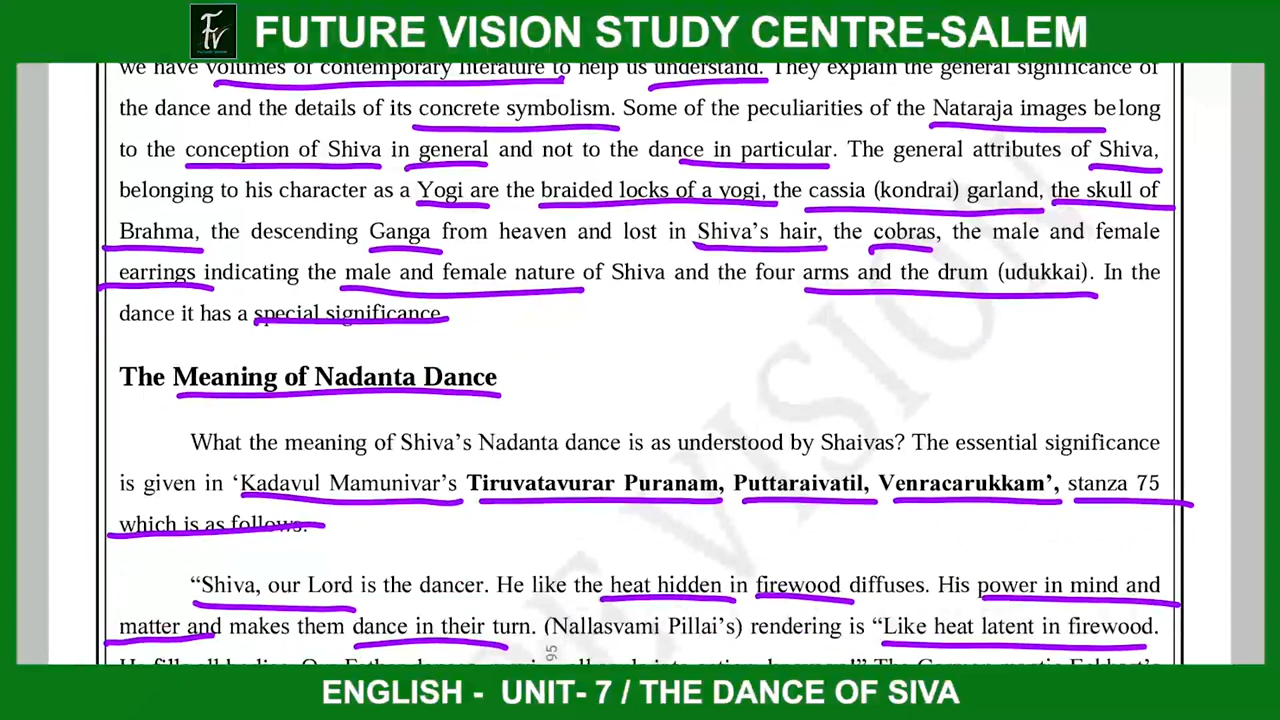 FV
FUTURE VISION STUDY CENTRE-SALEM
we have volumes of contemporary literature to help us understand. They explain the general significance of
the dance and the details of its concrete symbolism. Some of the peculiarities of the Nataraja images belong
to the conception of Shiva in general and not to the dance in particular. The general attributes of Shiva,
belonging to his character as a Yogi are the braided locks of a yogi, the cassia (kondrai) garland, the skull of
Brahma, the descending Ganga from heaven and lost in Shiva's hair, the cobras, the male and female
earrings indicating the male and female nature of Shiva and the four arms and the drum (udukkai). In the
dance it has a special significance.
The Meaning of Nadanta Dance
What the meaning of Shiva's Nadanta dance is as understood by Shaivas? The essential significance
is given in 'Kadavul Mamunivar's Tiruvatavurar Puranam, Puttaraivatil, Venracarukkam', stanza 75
which is as follows.
"Shiva, our Lord is the dancer. He like the heat hidden in firewood diffuses. His power in mind and
matter and makes them dance in their turn. (Nallasvami Pillai's) rendering is "Like heat latent in firewood.
95
ENGLISH - UNIT- 7 / THE DANCE OF SIVA